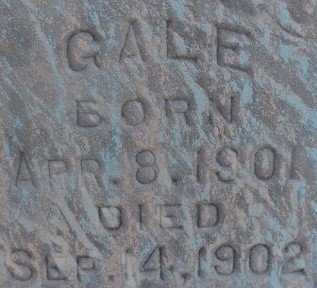 GALE
BORN
APR. 8, 1901
DIED
SEP. 14, 1902